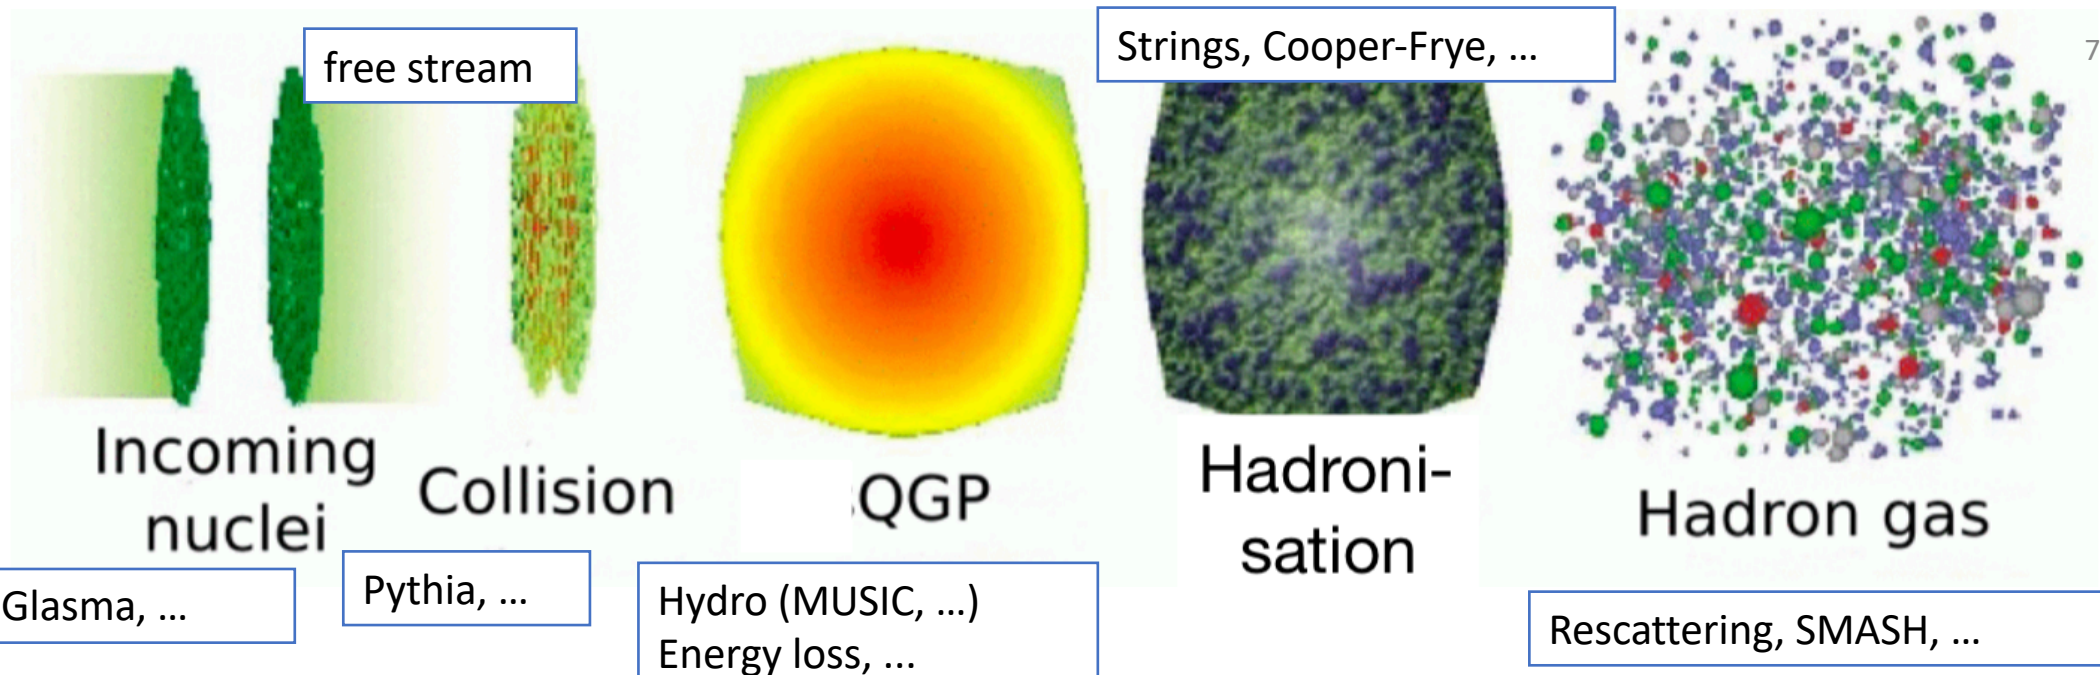 free stream
Strings, Cooper-Frye, ...
7
Incoming
nuclei
Collision
QGP
Hadroni-
sation
Hadron gas
Glasma, ...
Pythia, ...
Hydro (MUSIC, ...)
Energy loss, ...
Rescattering, SMASH, ...